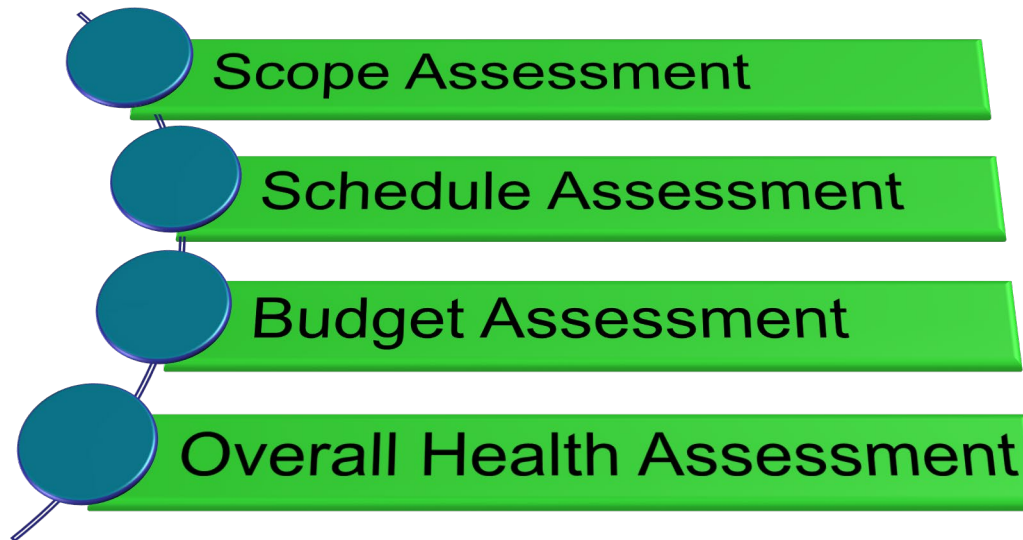 Scope Assessment
Schedule Assessment
Budget Assessment
Overall Health Assessment